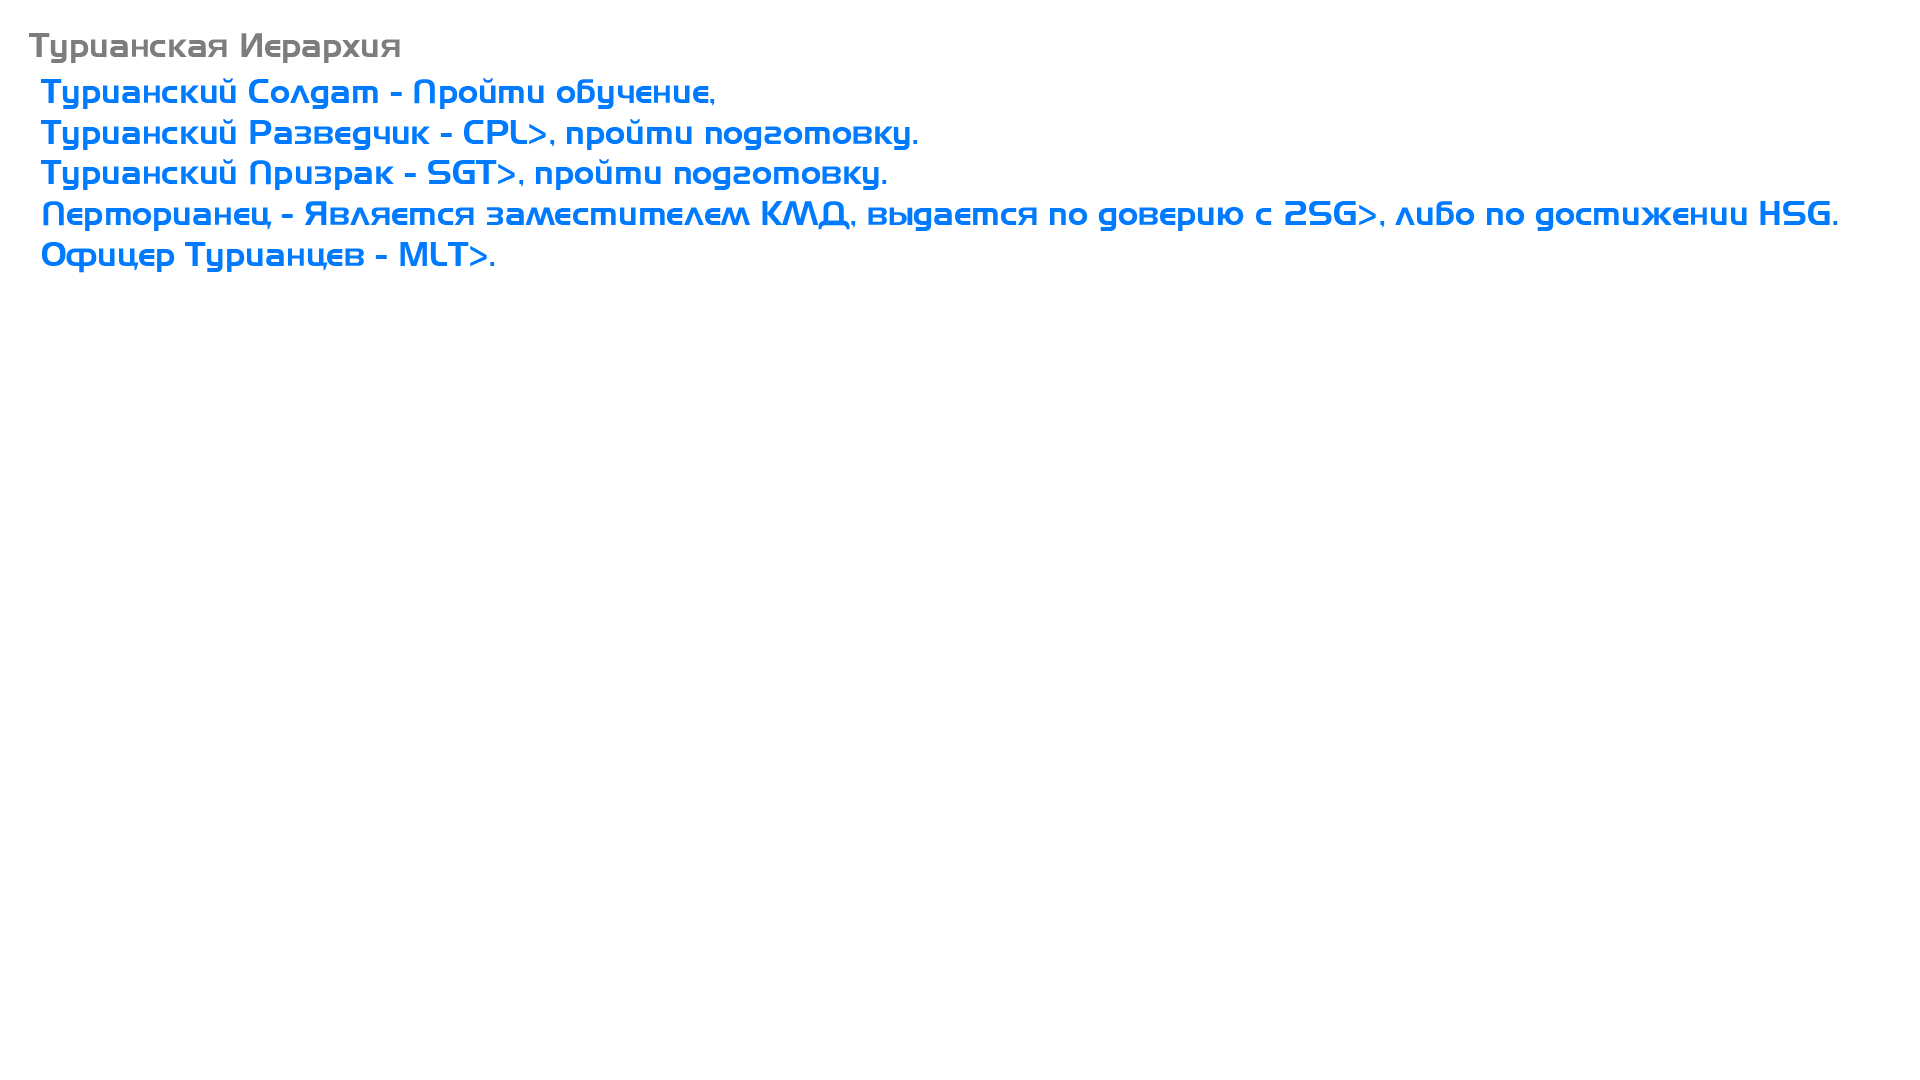 Турианская Иерархия
Турианский Солдат - Пройти обучение,
Турианский Разведчик - CPL>, пройти подготовку.
Турианский Призрак - SGT>, пройти подготовку.
Перторианец - Является заместителем КМД, выдается по доверию с 2SG>, либо по достижении HSG.
Офицер Турианцев - MLT>.